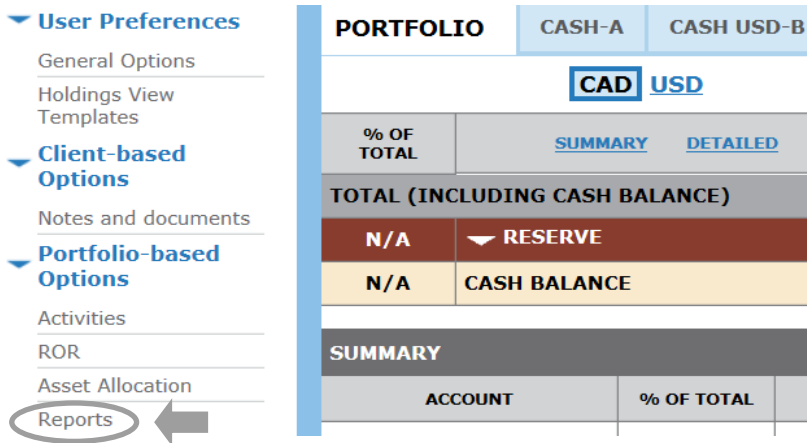 User Preferences
General Options
Holdings View
Templates
Client-based
Options
Notes and documents
Portfolio-based
Options
Activities
ROR
Asset Allocation
Reports
PORTFOLIO CASH-A CASH USD-B
CAD USD
% OF
TOTAL
SUMMARY DETAILED
TOTAL (INCLUDING CASH BALANCE)
N/A RESERVE
N/A CASH BALANCE
SUMMARY
ACCOUNT % OF TOTAL